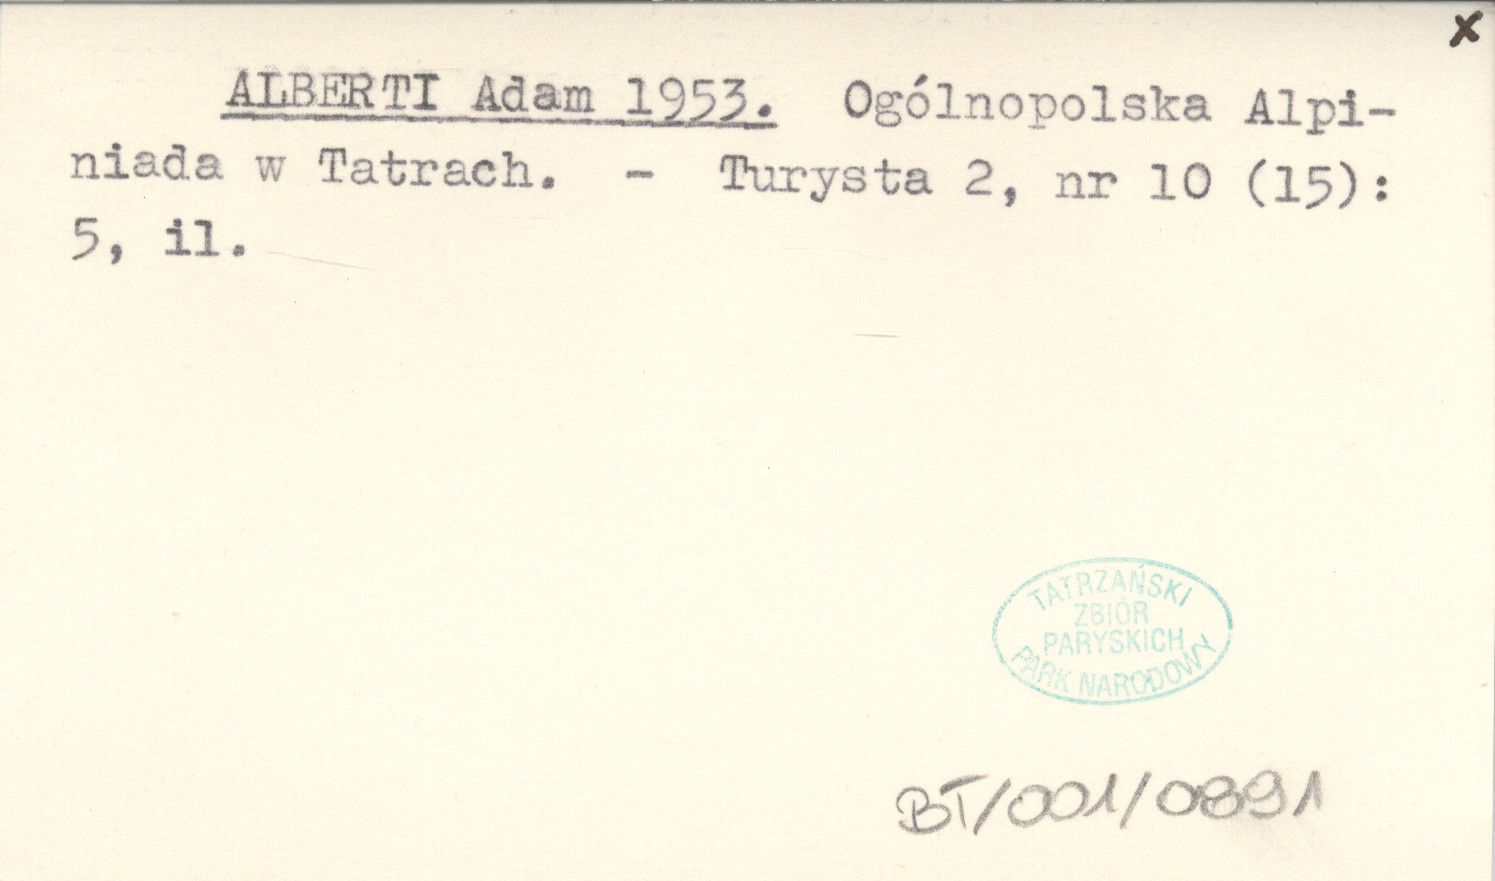 x
ALBERTI Adam 1953. Ogólnopolska Alpi-
niada w Tatrach. - Turysta 2, nr 10 (15):
5, il.
TATRZAŃSKI
ZBIÓR
PARYSKICH
PARK NARODOWY
BT/001/0891